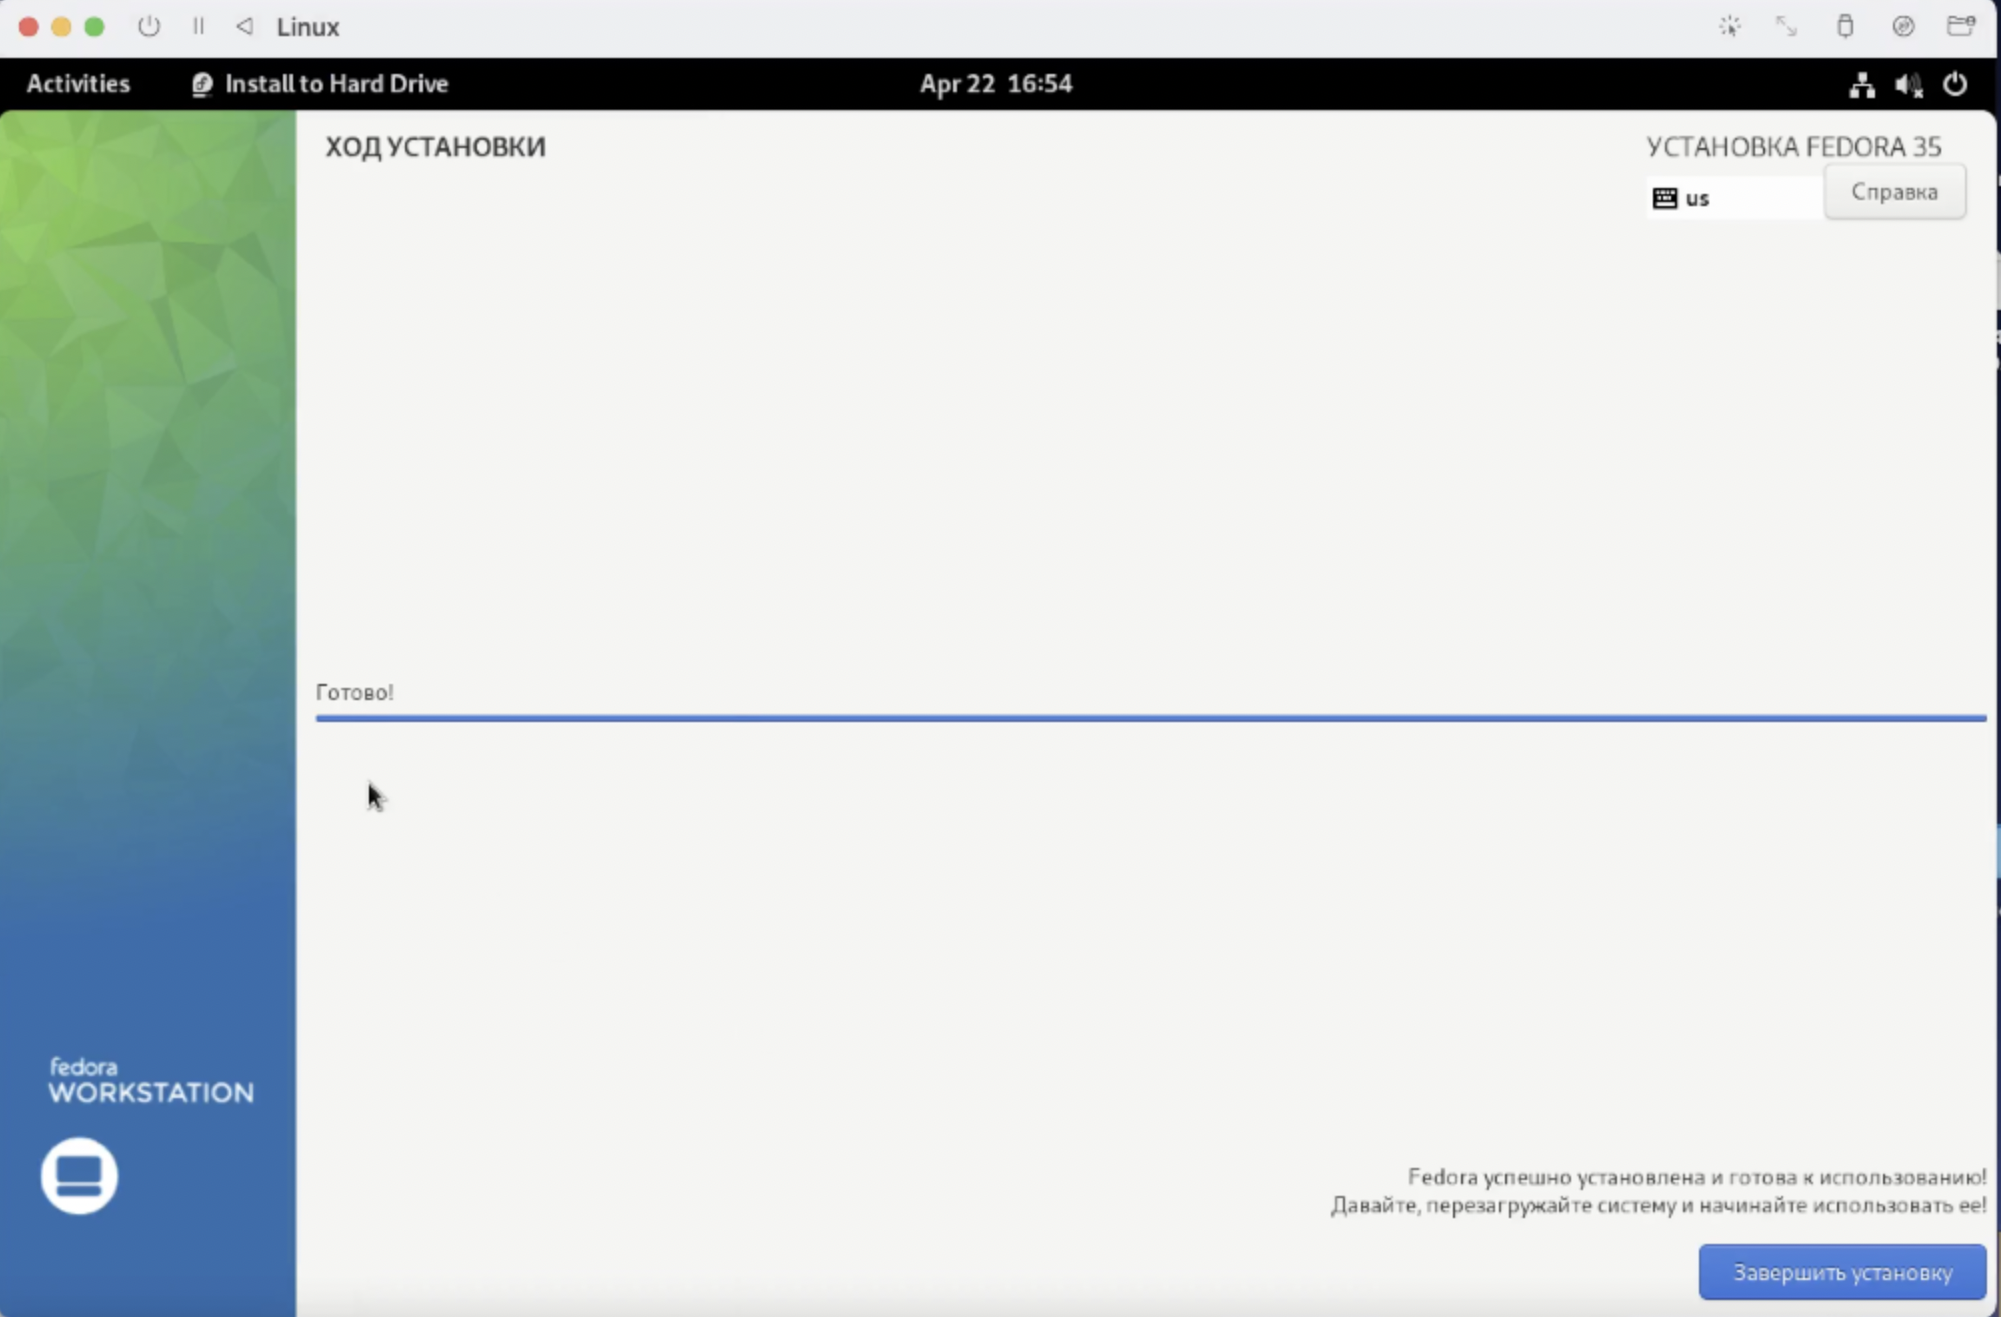 Linux
Activities Install to Hard Drive Apr 22 16:54
ХОД УСТАНОВКИ
УСТАНОВКА FEDORA 35
us
Справка
Готово!
fedora
WORKSTATION
Fedora успешно установлена и готова к использованию!
Давайте, перезагружайте систему и начинайте использовать ее!
Завершить установку